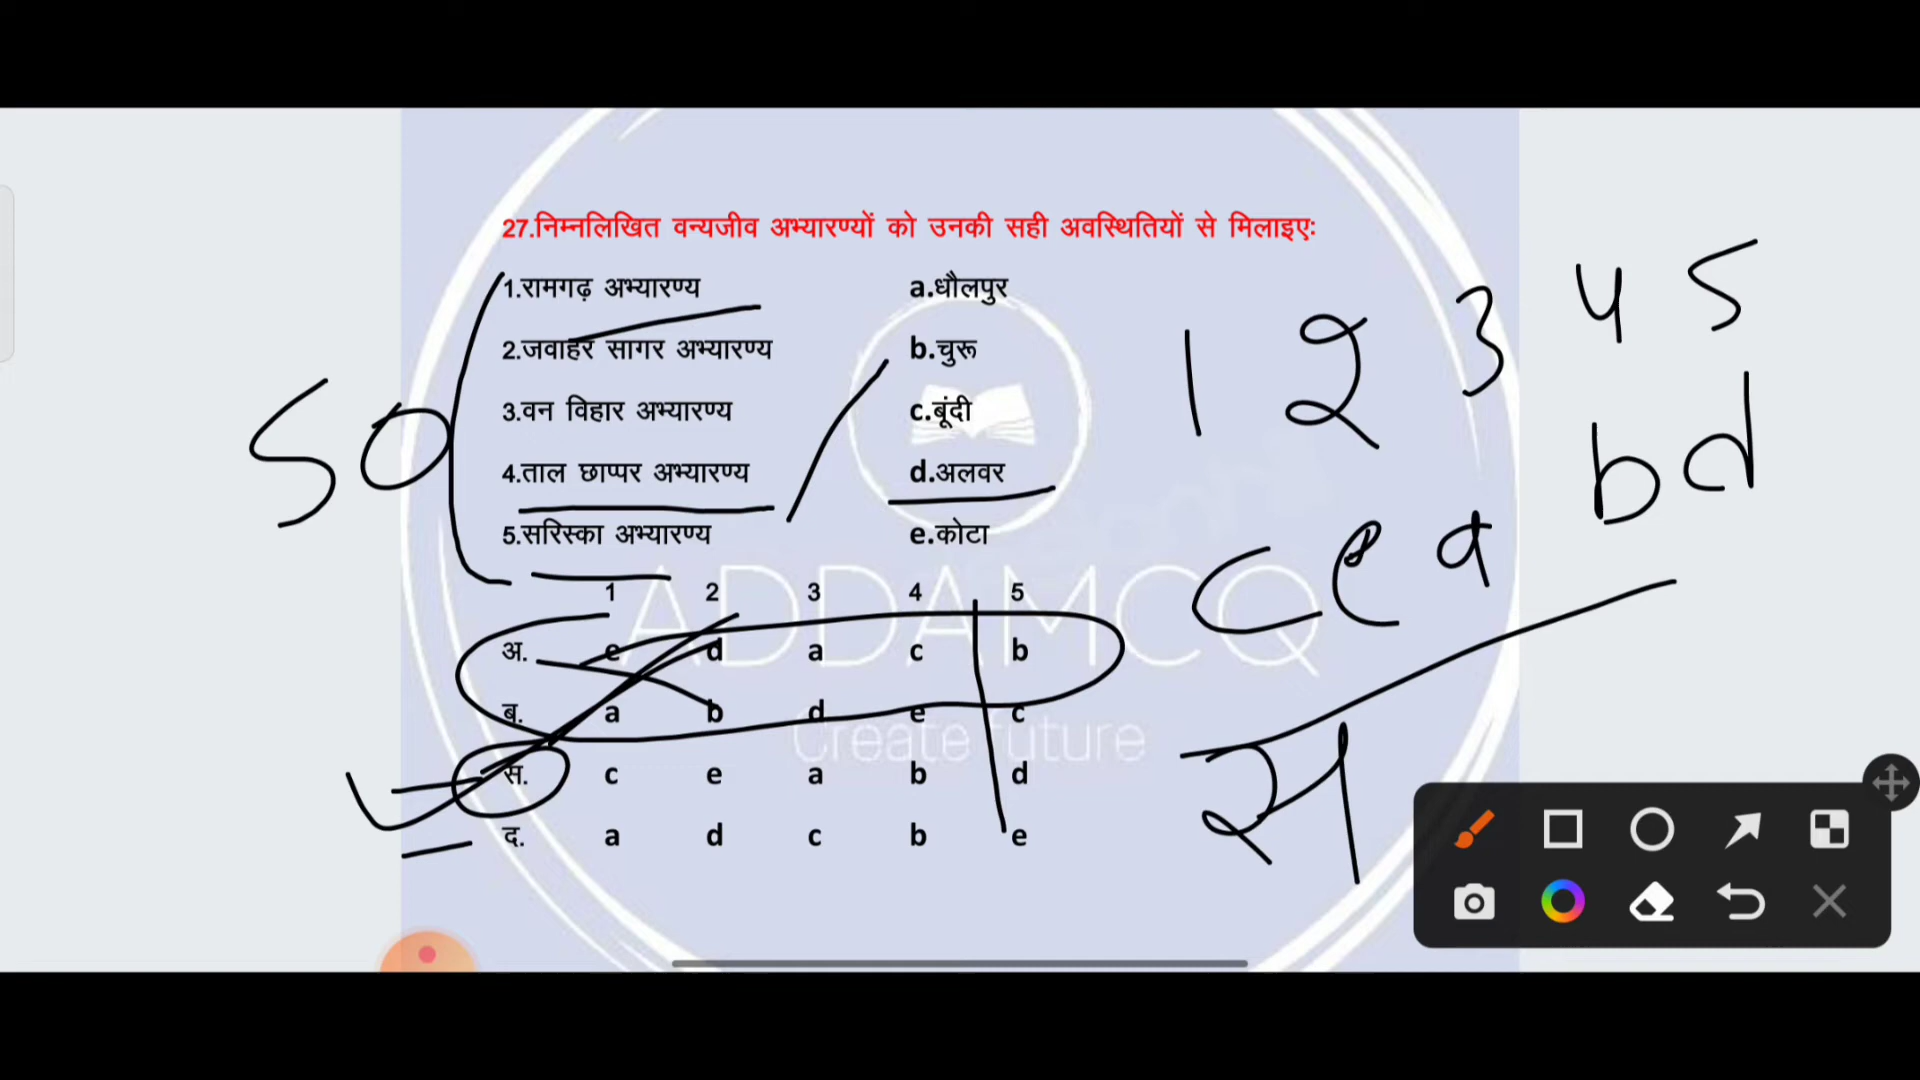 27.निम्नलिखित वन्यजीव अभ्यारण्यों को उनकी सही अवस्थितियों से मिलाइए:
1.रामगढ़ अभ्यारण्य a.धौलपुर
2.जवाहर सागर अभ्यारण्य b.चुरू
3.वन विहार अभ्यारण्य c.बूंदी
4.ताल छाप्पर अभ्यारण्य d.अलवर
5.सरिस्का अभ्यारण्य e.कोटा
1 2 3 4 5
अ. e d a c b
ब. a b d e c
स. c e a b d
द. a d c b e
ADDAMCQ
Create future
50
1 2 3 4 5
c e a b d
स